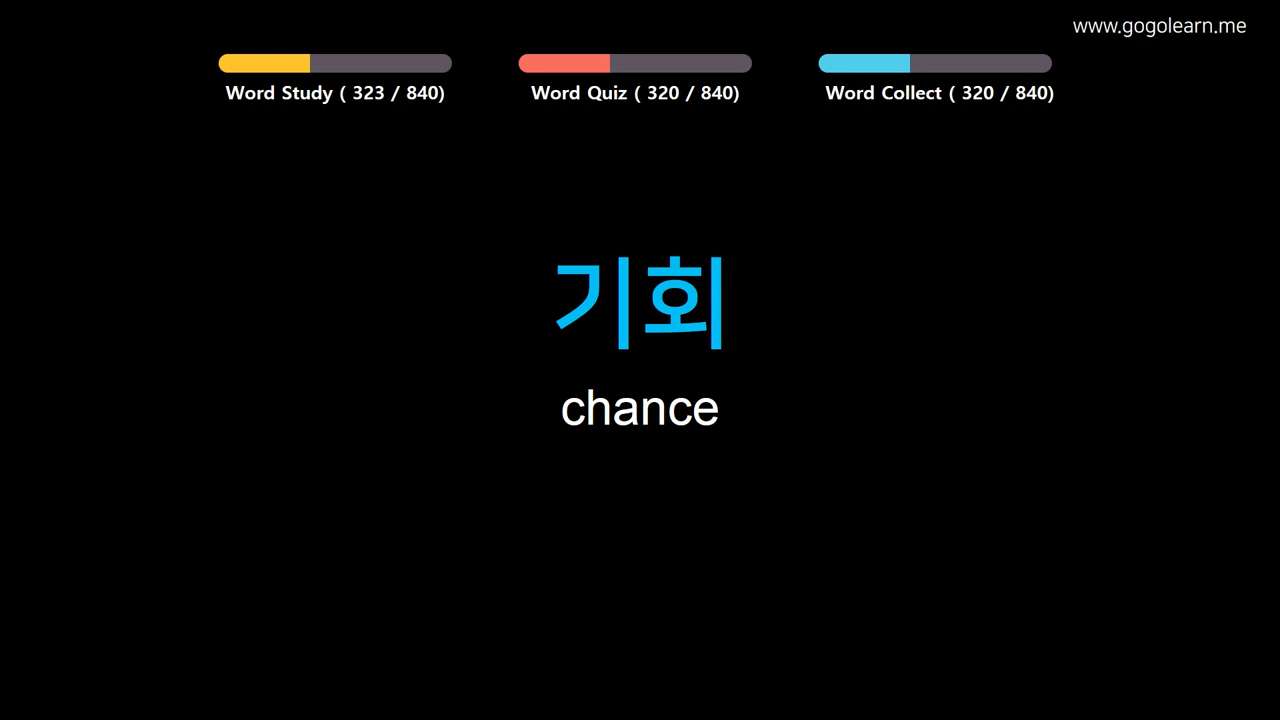 www.gogolearn.me
Word Study ( 323 / 840)
Word Quiz ( 320 / 840)
Word Collect ( 320 / 840)
기회
chance